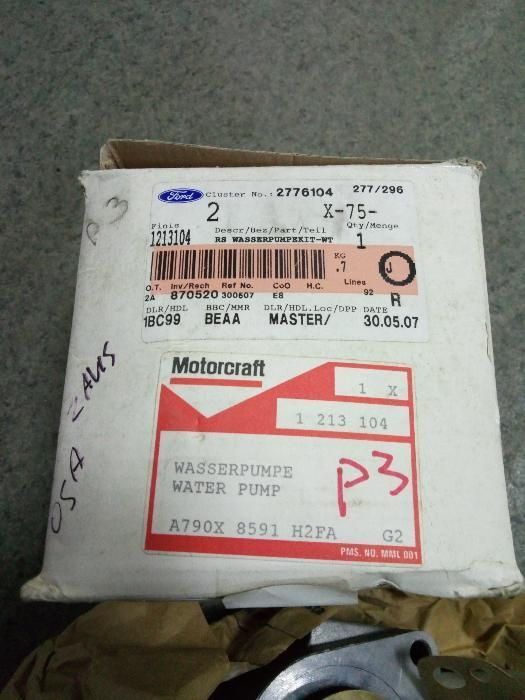 Ford Cluster No.: 2776104 277/296
2 X-75-
Finis Descr/Bez/Part/Teil Qty/Menge
1213104 RS WASSERPUMPEKIT-WT 1
KG
.7 J
O.T. Inv/Rech Ref No. CoO H.C. Lines
2A 870520 300507 ES 92 R
DLR/HDL BBC/MMR DLR/HDL.Loc/DPP DATE
1BC99 BEAA MASTER/ 30.05.07
P3
Motorcraft
1 X
1 213 104
WASSERPUMPE
WATER PUMP
P3
A790X 8591 H2FA G2
PMS. NO. MML 001